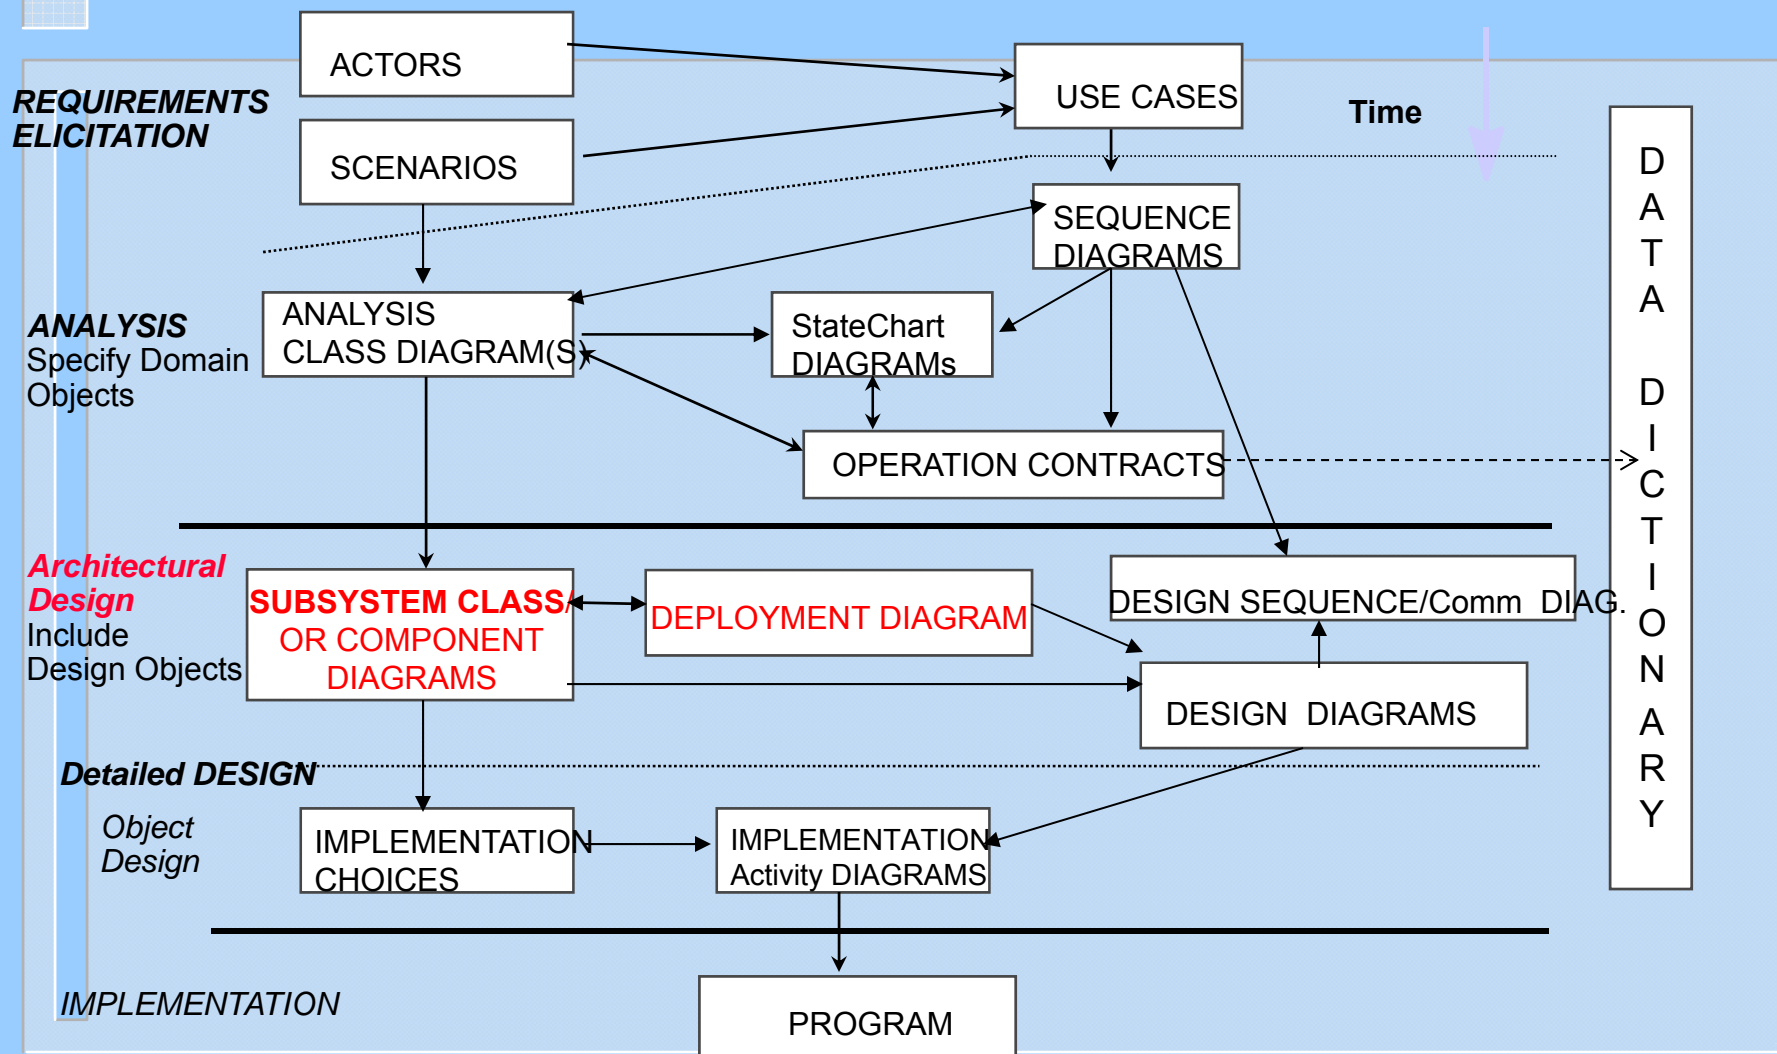 ACTORS
USE CASES
REQUIREMENTS
ELICITATION
Time
SCENARIOS
SEQUENCE
DIAGRAMS
ANALYSIS
Specify Domain
Objects
ANALYSIS
CLASS DIAGRAM(S)
StateChart
DIAGRAMs
OPERATION CONTRACTS
Architectural
Design
Include
Design Objects
SUBSYSTEM CLASS/
OR COMPONENT
DIAGRAMS
DEPLOYMENT DIAGRAM
DESIGN SEQUENCE/Comm DIAG.
DESIGN DIAGRAMS
Detailed DESIGN
Object
Design
IMPLEMENTATION
CHOICES
IMPLEMENTATION
Activity DIAGRAMS
IMPLEMENTATION
PROGRAM
DATA DICTIONARY